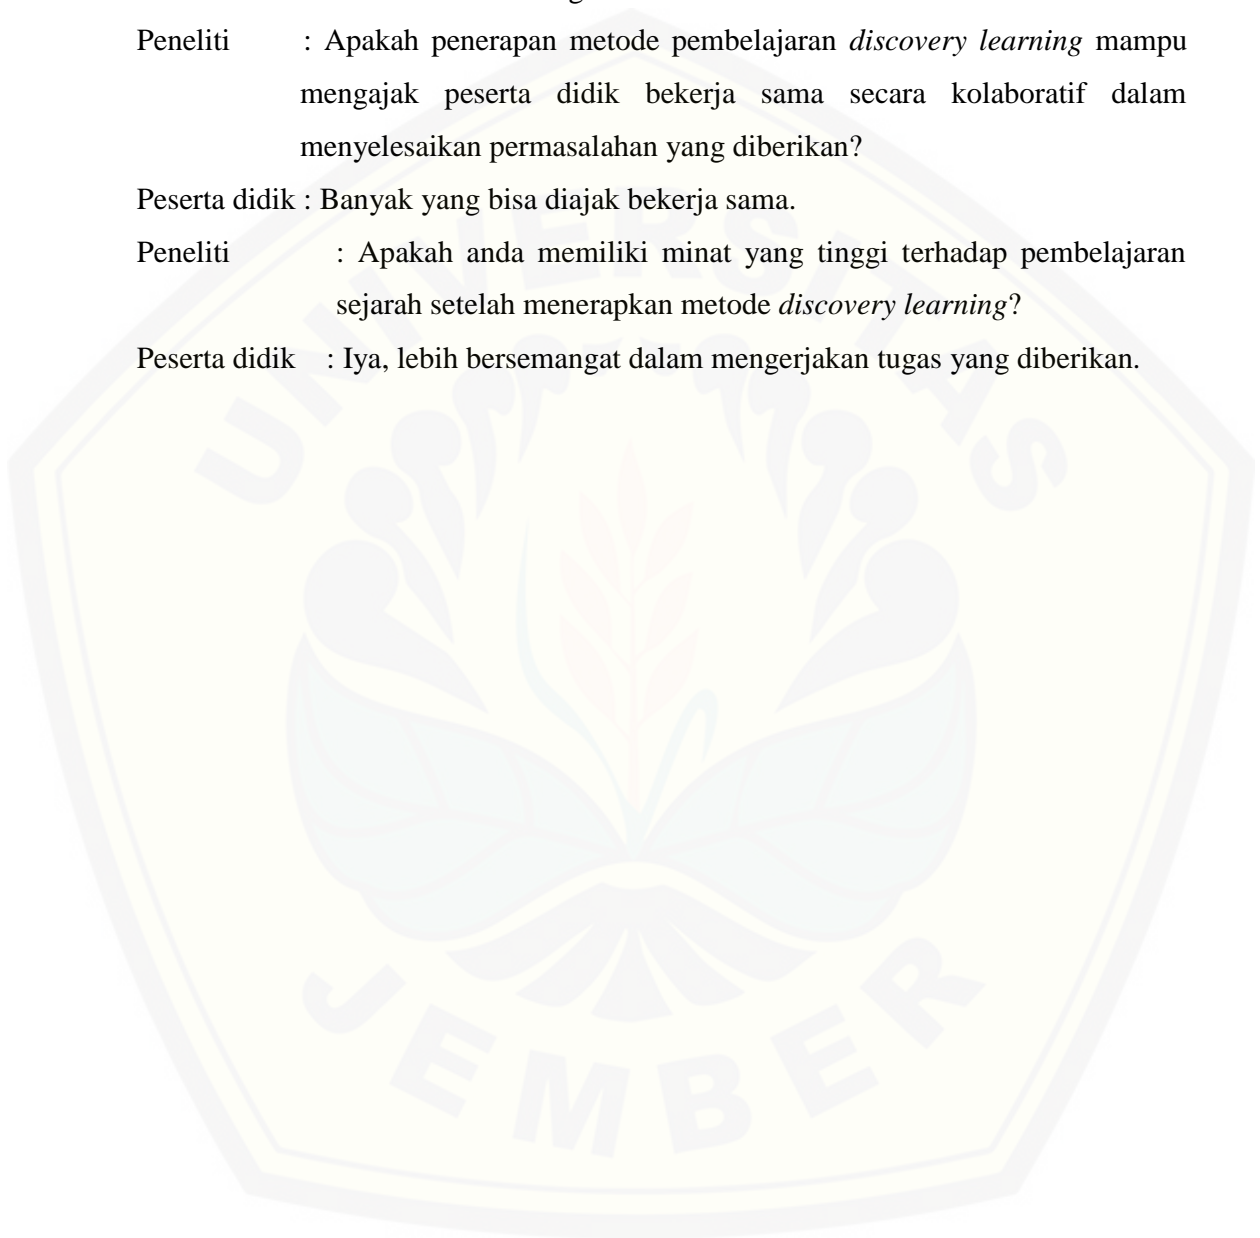 Peneliti : Apakah penerapan metode pembelajaran discovery learning mampu
mengajak peserta didik bekerja sama secara kolaboratif dalam
menyelesaikan permasalahan yang diberikan?
Peserta didik : Banyak yang bisa diajak bekerja sama.
Peneliti : Apakah anda memiliki minat yang tinggi terhadap pembelajaran
sejarah setelah menerapkan metode discovery learning?
Peserta didik : Iya, lebih bersemangat dalam mengerjakan tugas yang diberikan.
UNIVERSITAS
JEMBER